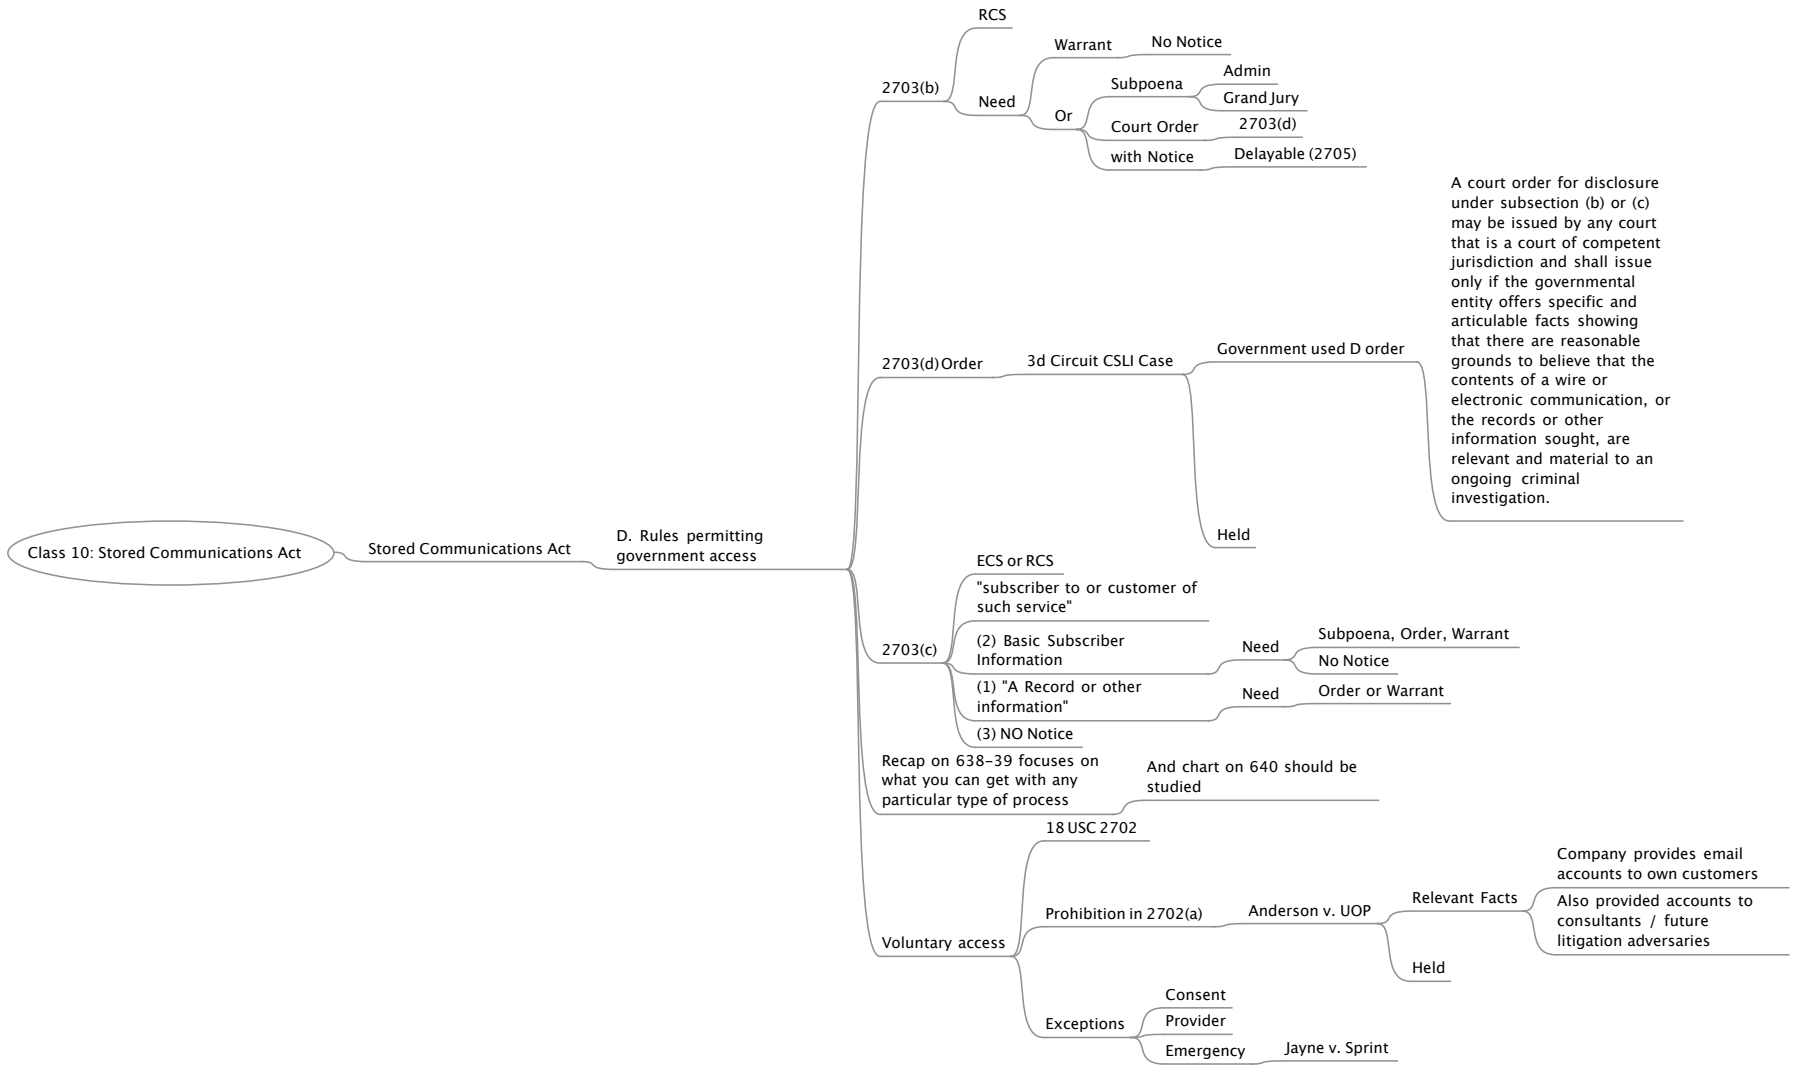 Class 10: Stored Communications Act
Stored Communications Act
D. Rules permitting
government access
2703(b)
RCS
Need
Warrant
No Notice
Or
Subpoena
Admin
Grand Jury
Court Order
2703(d)
with Notice
Delayable (2705)
2703(d) Order
3d Circuit CSLI Case
Government used D order
A court order for disclosure
under subsection (b) or (c)
may be issued by any court
that is a court of competent
jurisdiction and shall issue
only if the governmental
entity offers specific and
articulable facts showing
that there are reasonable
grounds to believe that the
contents of a wire or
electronic communication, or
the records or other
information sought, are
relevant and material to an
ongoing criminal
investigation.
Held
2703(c)
ECS or RCS
"subscriber to or customer of
such service"
(2) Basic Subscriber
Information
Need
Subpoena, Order, Warrant
No Notice
(1) "A Record or other
information"
Need
Order or Warrant
(3) NO Notice
Recap on 638-39 focuses on
what you can get with any
particular type of process
And chart on 640 should be
studied
Voluntary access
18 USC 2702
Prohibition in 2702(a)
Anderson v. UOP
Relevant Facts
Company provides email
accounts to own customers
Also provided accounts to
consultants / future
litigation adversaries
Held
Exceptions
Consent
Provider
Emergency
Jayne v. Sprint